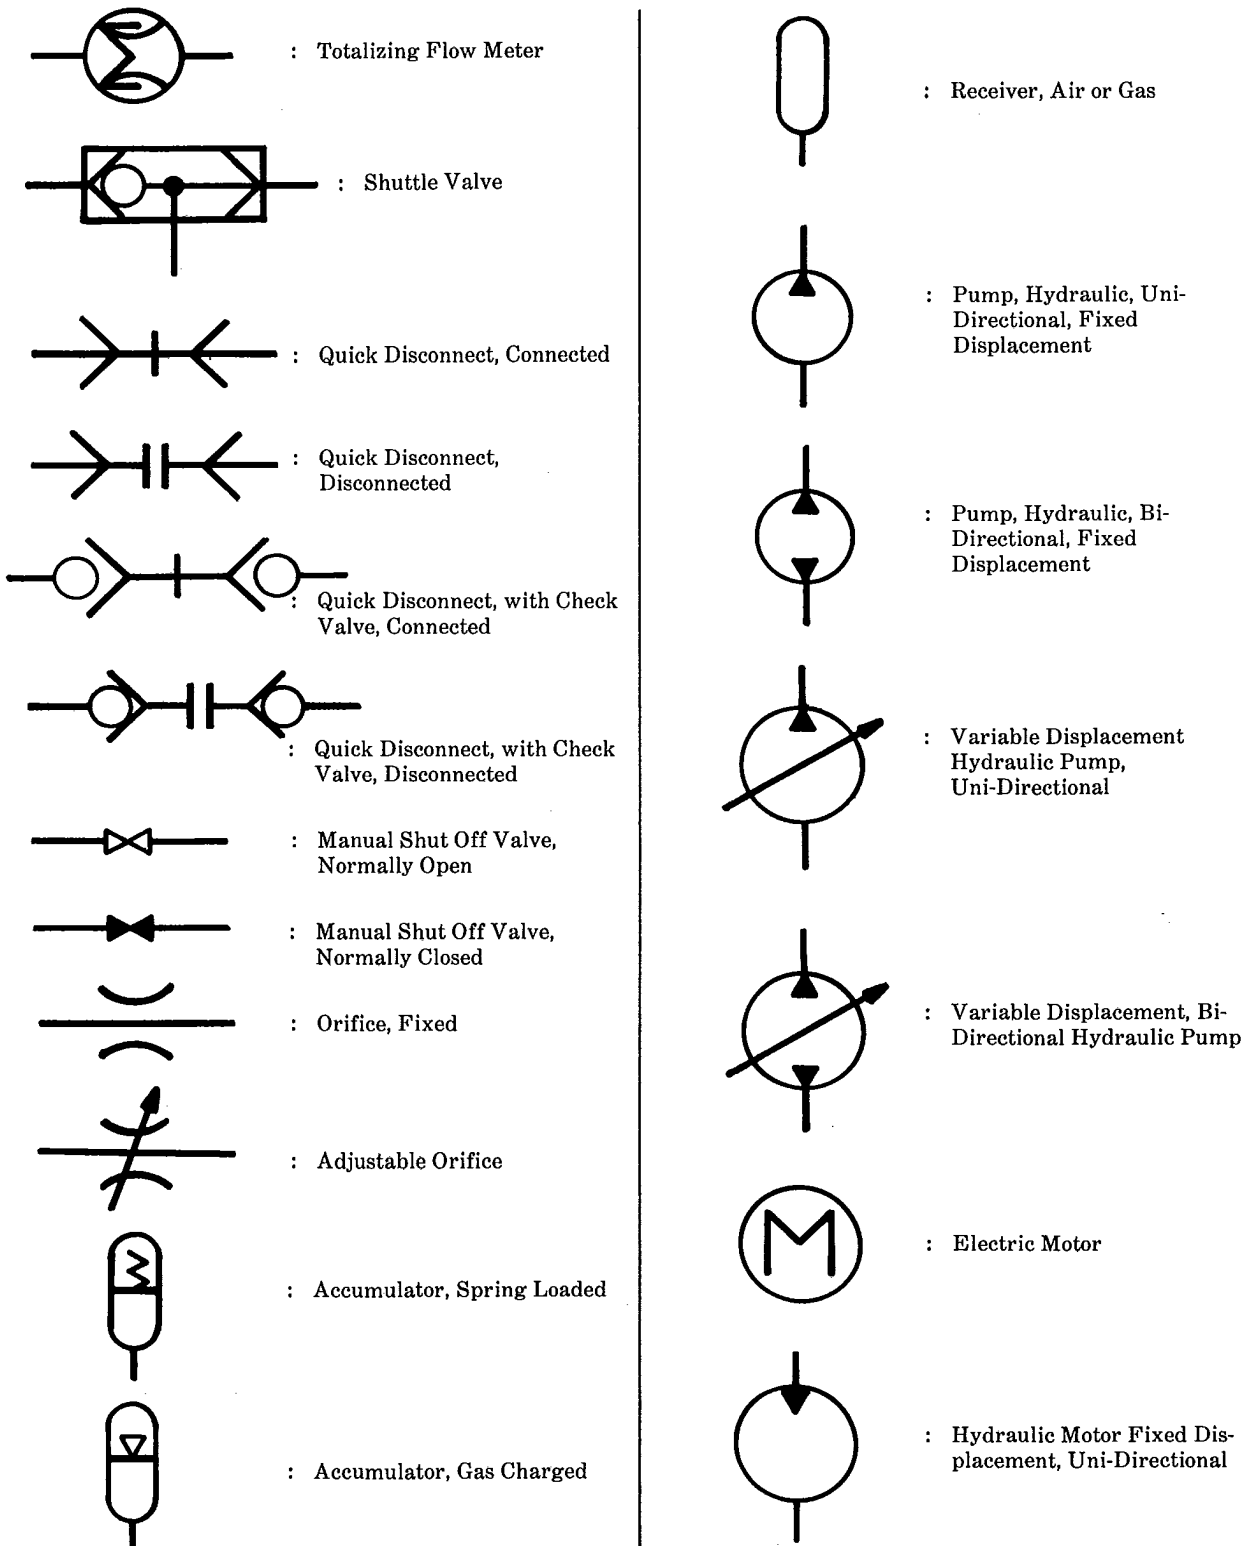 : Totalizing Flow Meter
: Shuttle Valve
: Quick Disconnect, Connected
: Quick Disconnect,
Disconnected
: Quick Disconnect, with Check
Valve, Connected
: Quick Disconnect, with Check
Valve, Disconnected
: Manual Shut Off Valve,
Normally Open
: Manual Shut Off Valve,
Normally Closed
: Orifice, Fixed
: Adjustable Orifice
: Accumulator, Spring Loaded
: Accumulator, Gas Charged
: Receiver, Air or Gas
: Pump, Hydraulic, Uni-
Directional, Fixed
Displacement
: Pump, Hydraulic, Bi-
Directional, Fixed
Displacement
: Variable Displacement
Hydraulic Pump,
Uni-Directional
: Variable Displacement, Bi-
Directional Hydraulic Pump
M
: Electric Motor
: Hydraulic Motor Fixed Dis-
placement, Uni-Directional